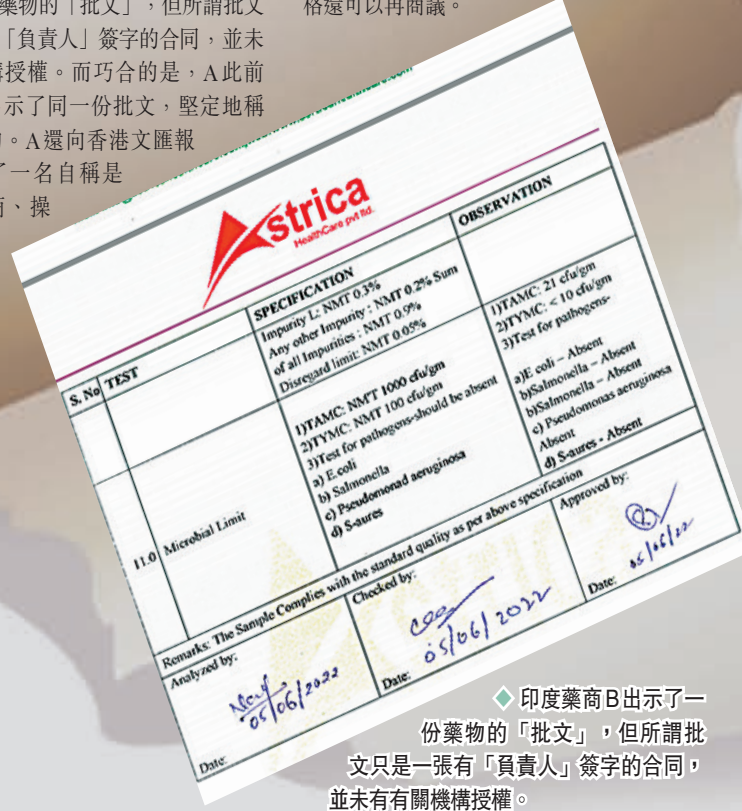 藥物的「批文」，但所謂批文
「負責人」簽字的合同，並未
授權。而巧合的是，A此前
示了同一份批文，堅定地稱
。A還向香港文匯報
了一名自稱是
、操
格還可以再商議。
Astrica
HealthCare pvt ltd.
S. No TEST SPECIFICATION OBSERVATION
Impurity L: NMT 0.3%
Any other Impurity : NMT 0.2% Sum
of all Impurities : NMT 0.9%
Disregard limit: NMT 0.05%
11.0 Microbial Limit
1)TAMC: NMT 1000 cfu/gm
2)TYMC: NMT 100 cfu/gm
3)Test for pathogens-should be absent
a) E.coli
b) Salmonella
c) Pseudomonad aeruginosa
d) S-aures
1)TAMC: 21 cfu/gm
2)TYMC: < 10 cfu/gm
3)Test for pathogens-
a)E coli – Absent
b)Salmonella – Absent
b)Salmonella – Absent
c) Pseudomonas aeruginosa
Absent
d) S-aures - Absent
Remarks: The Sample Complies with the standard quality as per above specification
Analyzed by:
05/06/2022
Date:
Checked by:
05/06/2022
Date:
Approved by:
Date: 05/06/22
◆ 印度藥商B出示了一
份藥物的「批文」，但所謂批
文只是一張有「負責人」簽字的合同，
並未有有關機構授權。